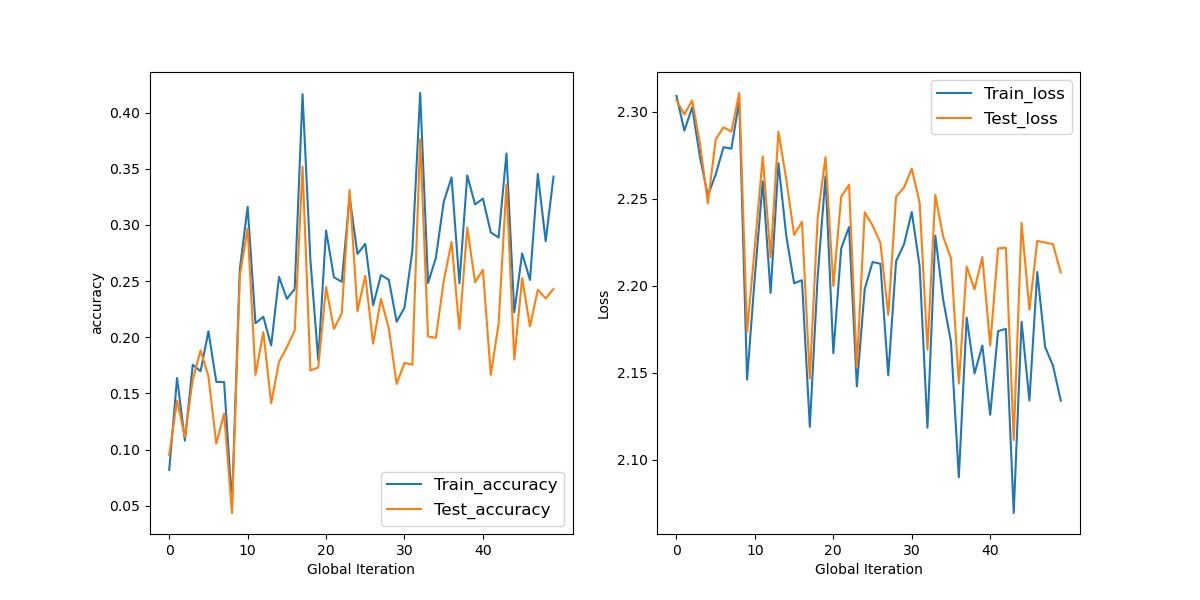 0.40
0.35
0.30
0.25
0.20
0.15
0.10
0.05
accuracy
0
10
20
30
40
Global Iteration
Train_accuracy
Test_accuracy
2.30
2.25
2.20
2.15
2.10
Loss
0
10
20
30
40
Global Iteration
Train_loss
Test_loss